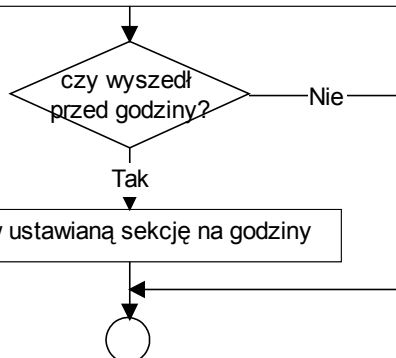 czy wyszedł
przed godziny?
Nie
Tak
ustawianą sekcję na godziny